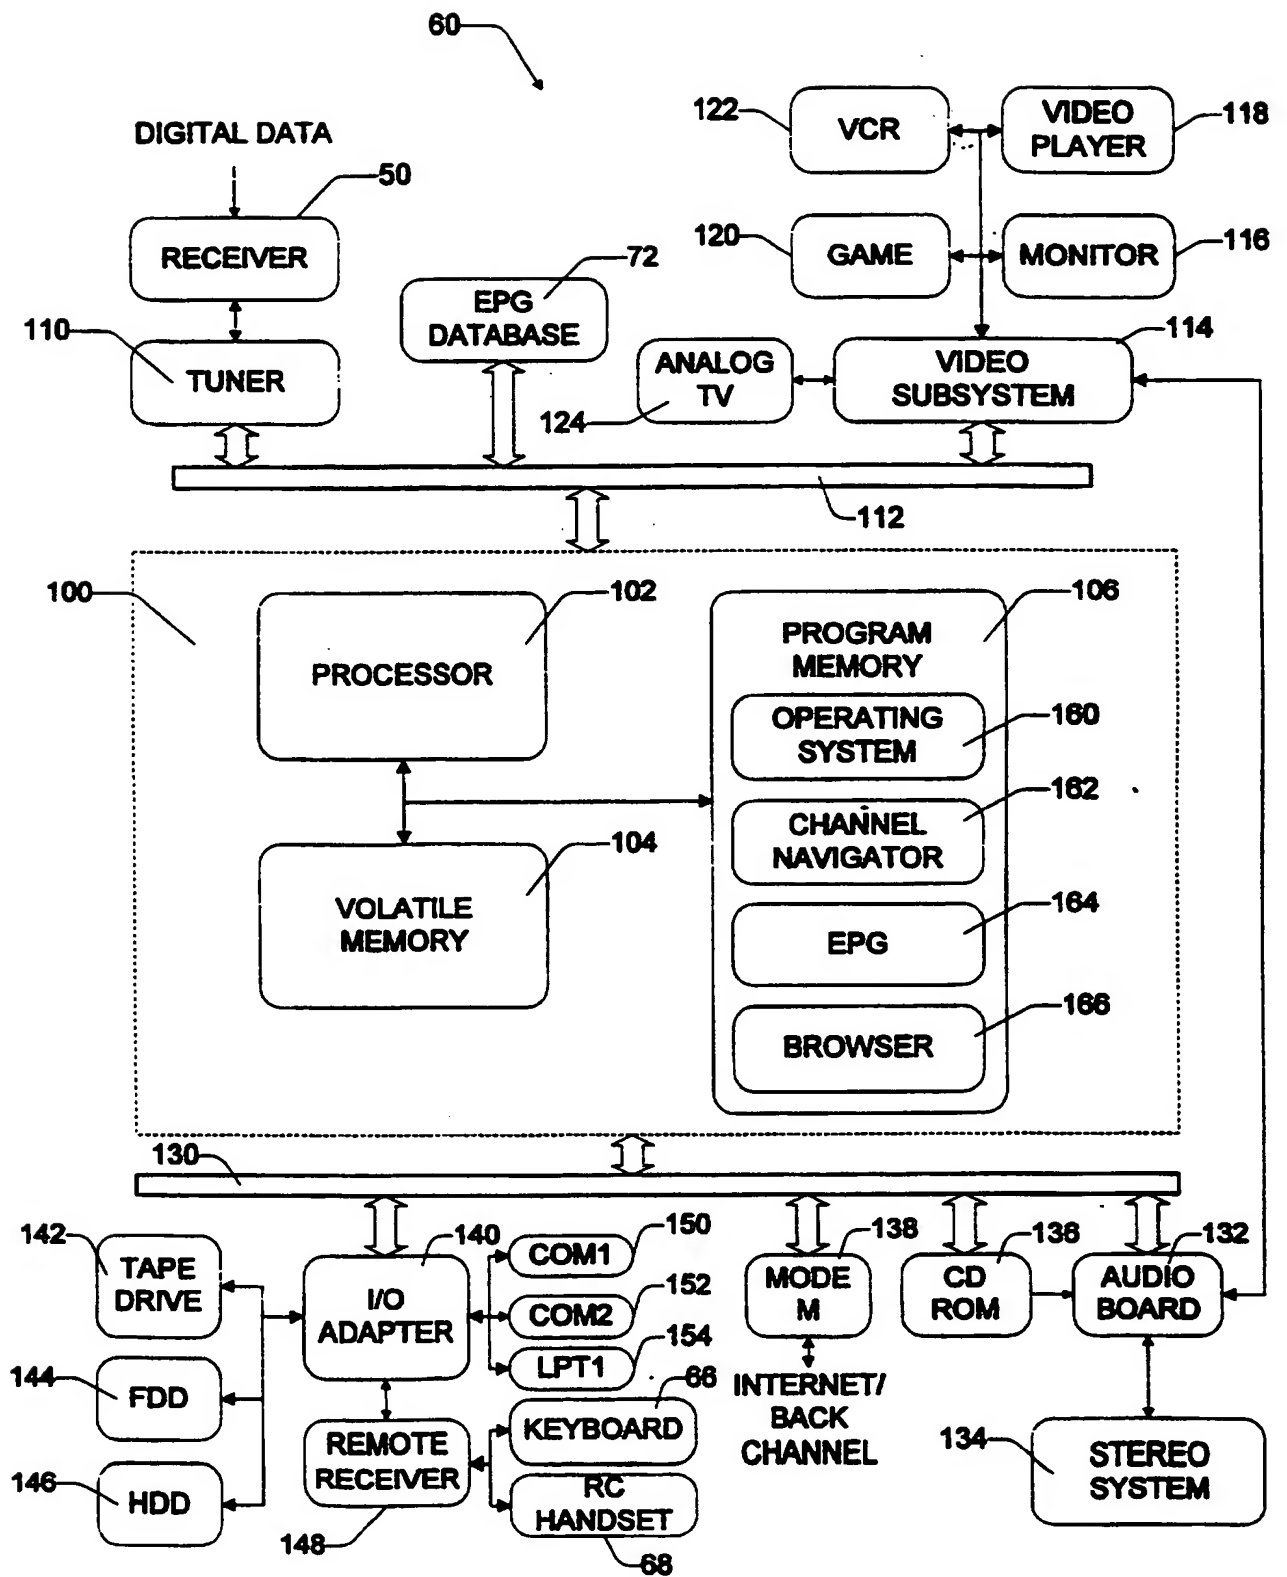 60
122
VCR
VIDEO
PLAYER
118
DIGITAL DATA
50
RECEIVER
120
GAME
MONITOR
116
72
EPG
DATABASE
110
TUNER
ANALOG
TV
124
VIDEO
SUBSYSTEM
114
112
100
102
PROCESSOR
106
PROGRAM
MEMORY
OPERATING
SYSTEM
160
162
CHANNEL
NAVIGATOR
104
VOLATILE
MEMORY
164
EPG
166
BROWSER
130
142
TAPE
DRIVE
140
I/O
ADAPTER
150
COM1
152
COM2
154
LPT1
138
MODE
M
136
CD
ROM
132
AUDIO
BOARD
144
FDD
66
KEYBOARD
INTERNET/
BACK
CHANNEL
REMOTE
RECEIVER
148
146
HDD
RC
HANDSET
68
134
STEREO
SYSTEM